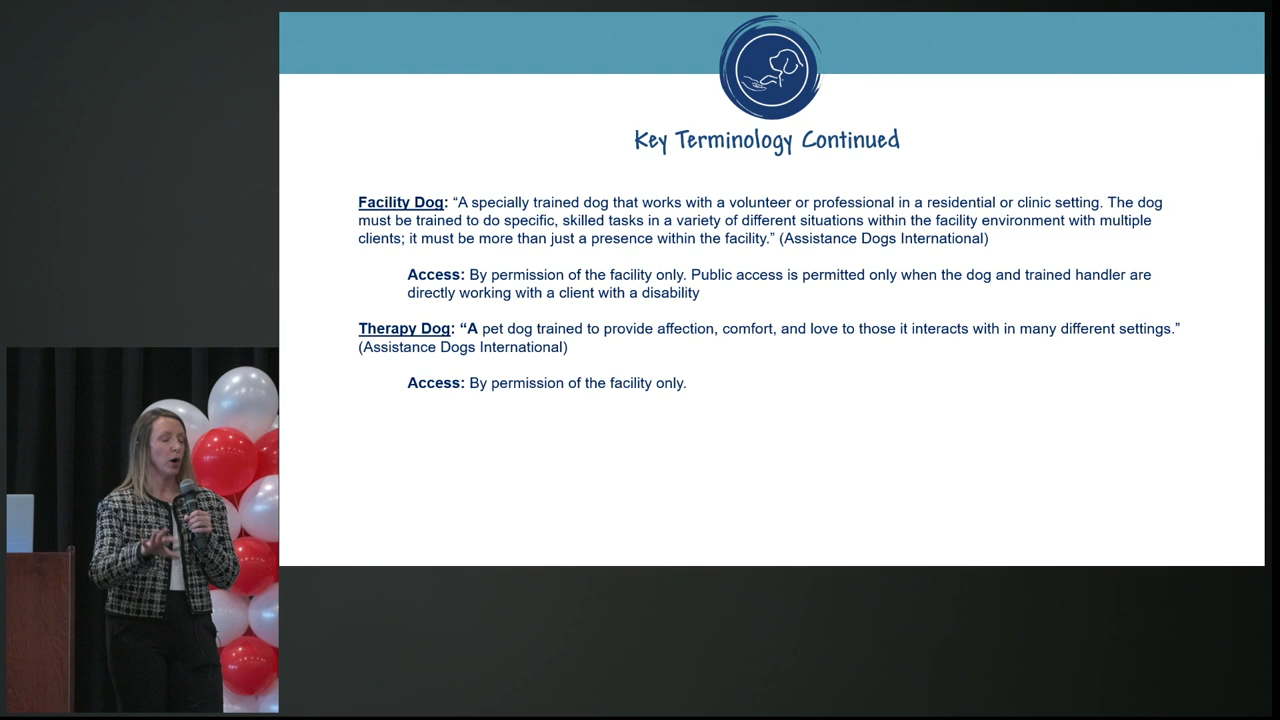 Key Terminology Continued
Facility Dog: “A specially trained dog that works with a volunteer or professional in a residential or clinic setting. The dog
must be trained to do specific, skilled tasks in a variety of different situations within the facility environment with multiple
clients; it must be more than just a presence within the facility.” (Assistance Dogs International)
Access: By permission of the facility only. Public access is permitted only when the dog and trained handler are
directly working with a client with a disability
Therapy Dog: “A pet dog trained to provide affection, comfort, and love to those it interacts with in many different settings.”
(Assistance Dogs International)
Access: By permission of the facility only.